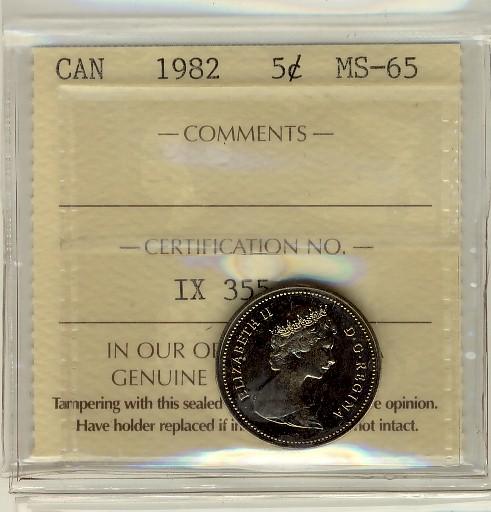 CAN 1982 5¢ MS-65
— COMMENTS —
— CERTIFICATION NO. —
IX 355
IN OUR
GENUINE
Tampering with this sealed opinion.
Have holder replaced if not intact.
ELIZABETH II D·G·REGINA